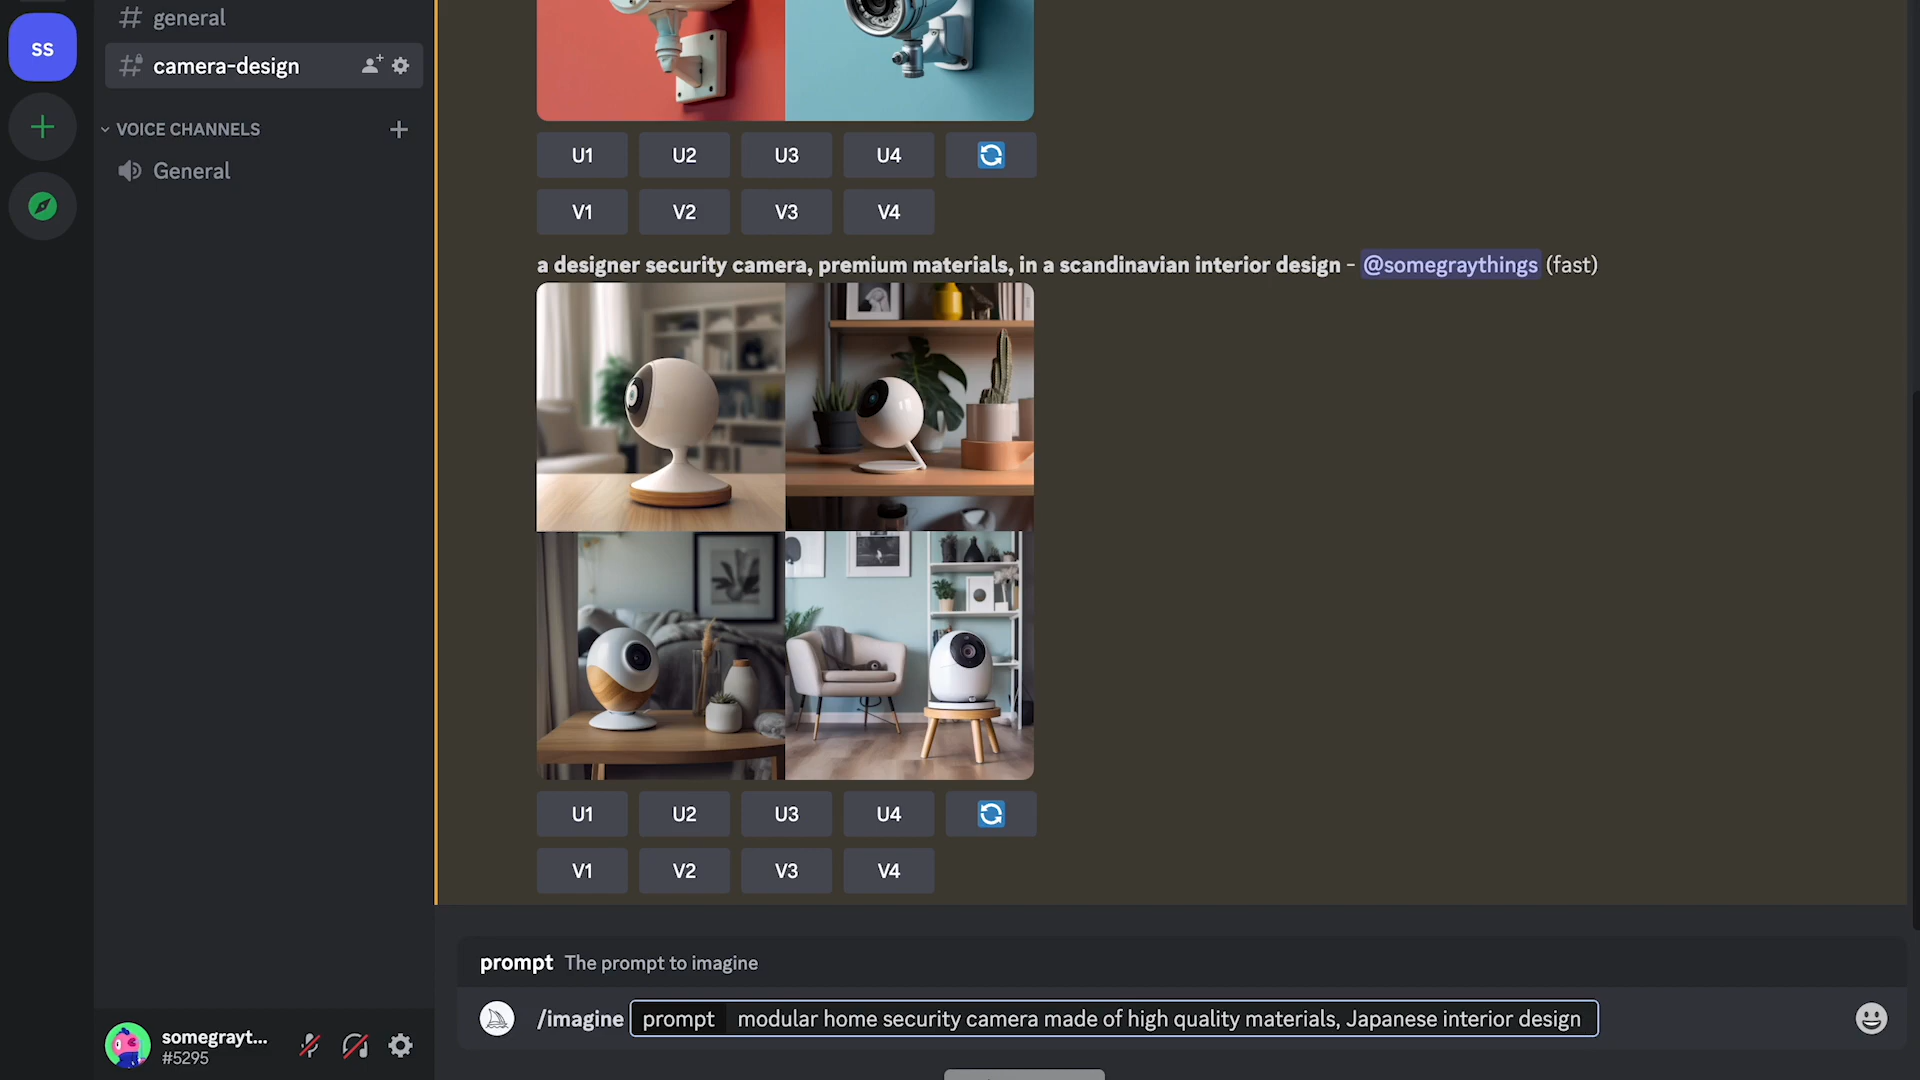 general
SS
camera-design
VOICE CHANNELS
General
U1 U2 U3 U4
V1 V2 V3 V4
a designer security camera, premium materials, in a scandinavian interior design - @somegraythings (fast)
U1 U2 U3 U4
V1 V2 V3 V4
prompt The prompt to imagine
/imagine prompt modular home security camera made of high quality materials, Japanese interior design
somegrayt...
#5295